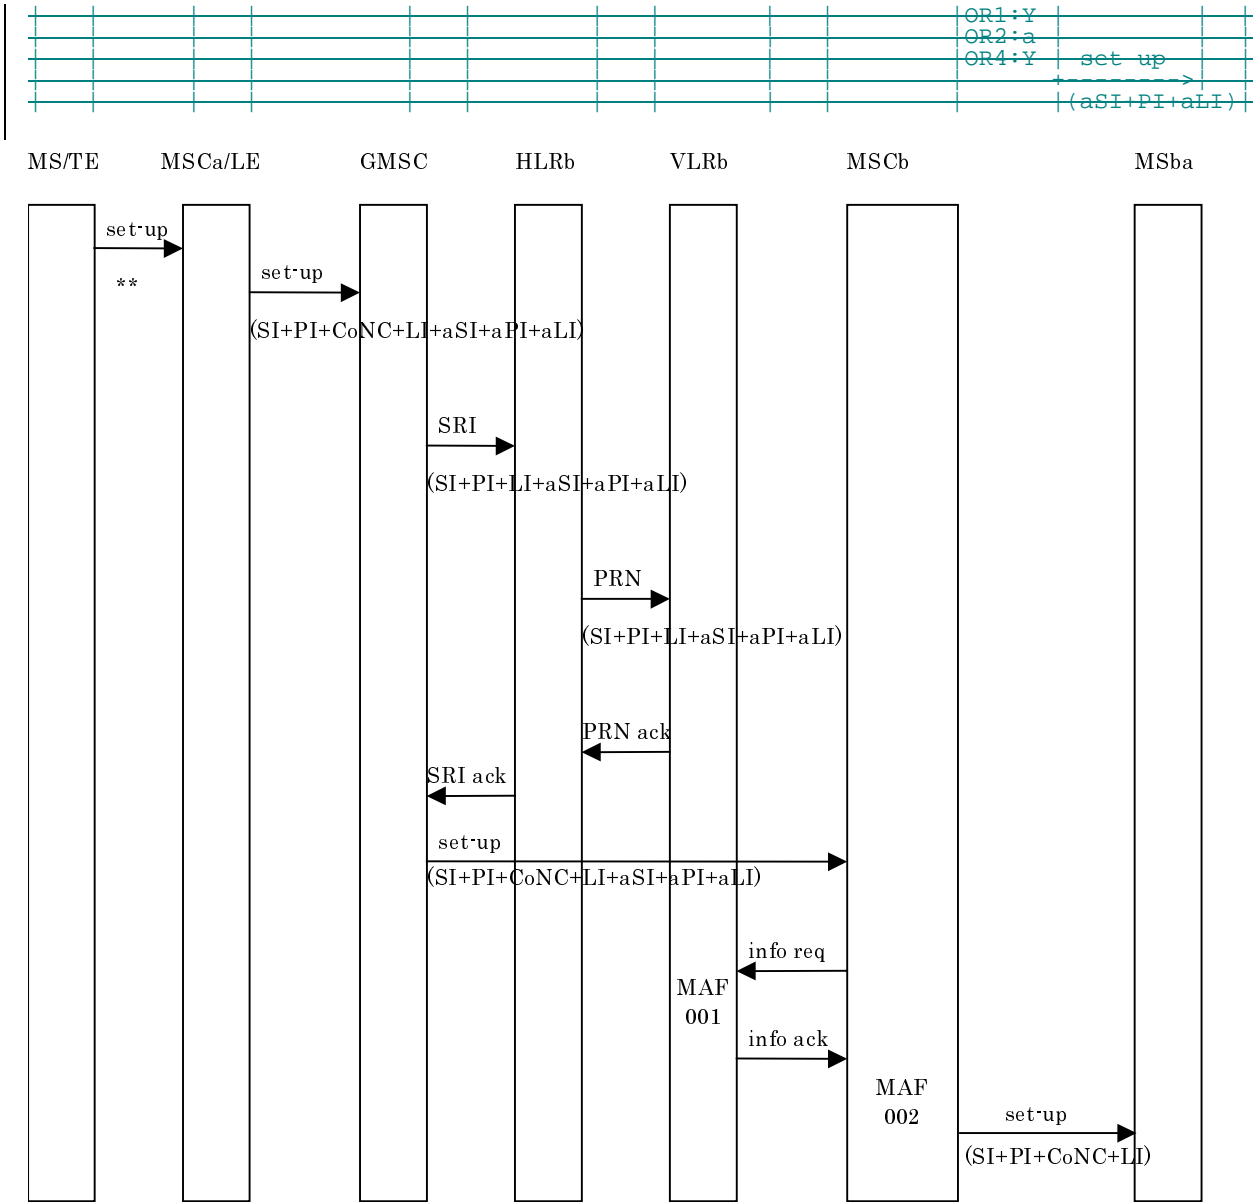 OR1:Y
OR2:a
OR4:Y set-up
+--------->
(aSI+PI+aLI)
MS/TE MSCa/LE GMSC HLRb VLRb MSCb MSba
set-up
**
set-up
(SI+PI+CoNC+LI+aSI+aPI+aLI)
SRI
(SI+PI+LI+aSI+aPI+aLI)
PRN
(SI+PI+LI+aSI+aPI+aLI)
PRN ack
SRI ack
set-up
(SI+PI+CoNC+LI+aSI+aPI+aLI)
info req
MAF
001
info ack
MAF
002
set-up
(SI+PI+CoNC+LI)